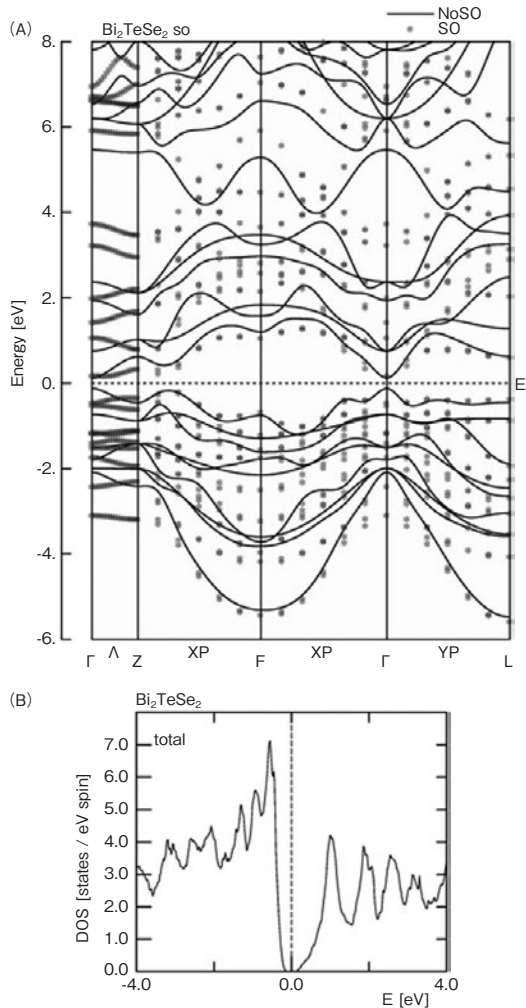 (A)
Bi₂TeSe₂ so
NoSO
SO
8.
6.
4.
2.
0.
-2.
-4.
-6.
Energy [eV]
E
Γ Λ Z XP F XP Γ YP L
(B)
Bi₂TeSe₂
total
7.0
6.0
5.0
4.0
3.0
2.0
1.0
0.0
DOS [states / eV spin]
-4.0 0.0 4.0
E [eV]